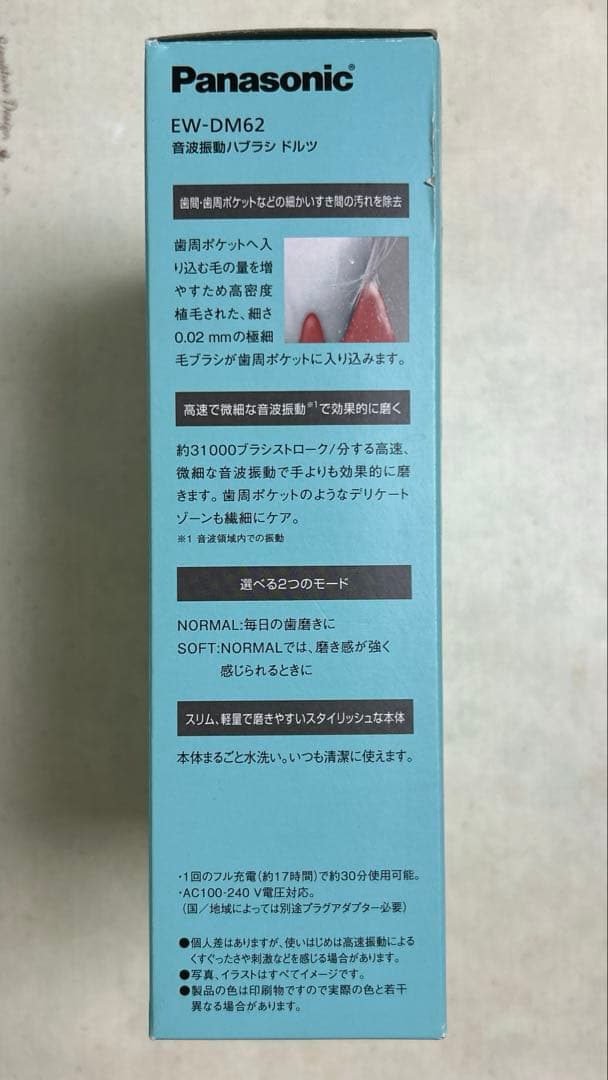 Panasonic®
EW-DM62
音波振動ハブラシ ドルツ
歯間・歯周ポケットなどの細かいすき間の汚れを除去
歯周ポケットへ入
り込む毛の量を増
やすため高密度
植毛された、細さ
0.02 mmの極細
毛ブラシが歯周ポケットに入り込みます。
高速で微細な音波振動※1で効果的に磨く
約31000ブラシストローク/分する高速、
微細な音波振動で手よりも効果的に磨
きます。歯周ポケットのようなデリケート
ゾーンも繊細にケア。
※1 音波領域内での振動
選べる2つのモード
NORMAL:毎日の歯磨きに
SOFT:NORMALでは、磨き感が強く
感じられるときに
スリム、軽量で磨きやすいスタイリッシュな本体
本体まるごと水洗い。いつも清潔に使えます。
・1回のフル充電(約17時間)で約30分使用可能。
・AC100-240 V電圧対応。
(国／地域によっては別途プラグアダプター必要)
●個人差はありますが、使いはじめは高速振動による
くすぐったさや刺激などを感じる場合があります。
●写真、イラストはすべてイメージです。
●製品の色は印刷物ですので実際の色と若干
異なる場合があります。